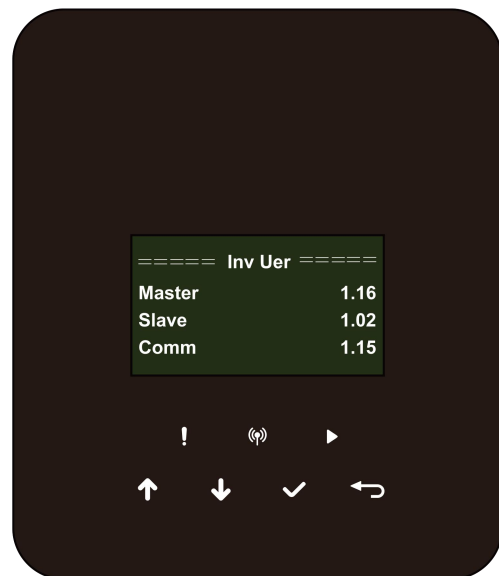 ===== Inv Uer =====
Master 1.16
Slave 1.02
Comm 1.15